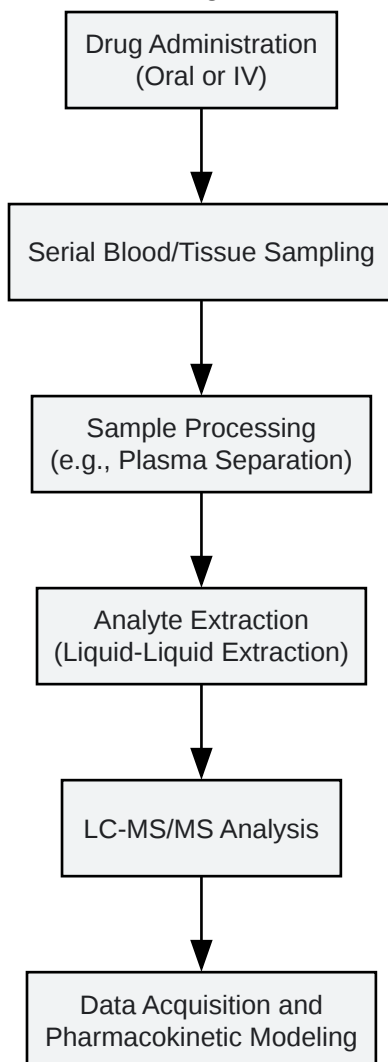 Drug Administration
(Oral or IV)
Serial Blood/Tissue Sampling
Sample Processing
(e.g., Plasma Separation)
Analyte Extraction
(Liquid-Liquid Extraction)
LC-MS/MS Analysis
Data Acquisition and
Pharmacokinetic Modeling